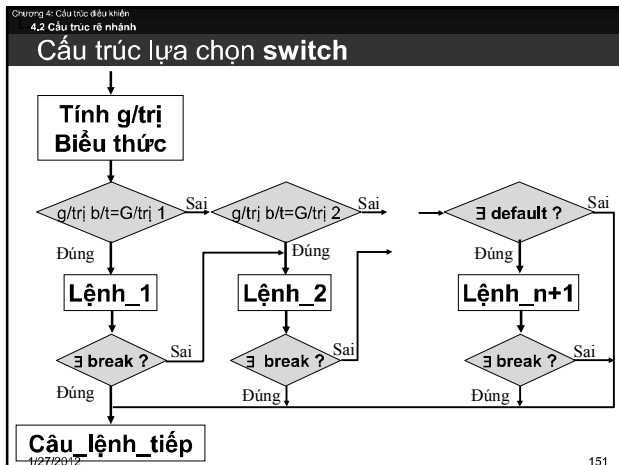 Chương 4: Cấu trúc điều khiển
4.2 Cấu trúc rẽ nhánh
Cấu trúc lựa chọn switch
Tính g/trị
Biểu thức
g/trị b/t=G/trị 1
Sai
g/trị b/t=G/trị 2
Sai
∃ default ?
Sai
Đúng
Đúng
Đúng
Lệnh_1
Lệnh_2
Lệnh_n+1
∃ break ?
Sai
∃ break ?
Sai
∃ break ?
Sai
Đúng
Đúng
Đúng
Câu_lệnh_tiếp
1/27/2012
151